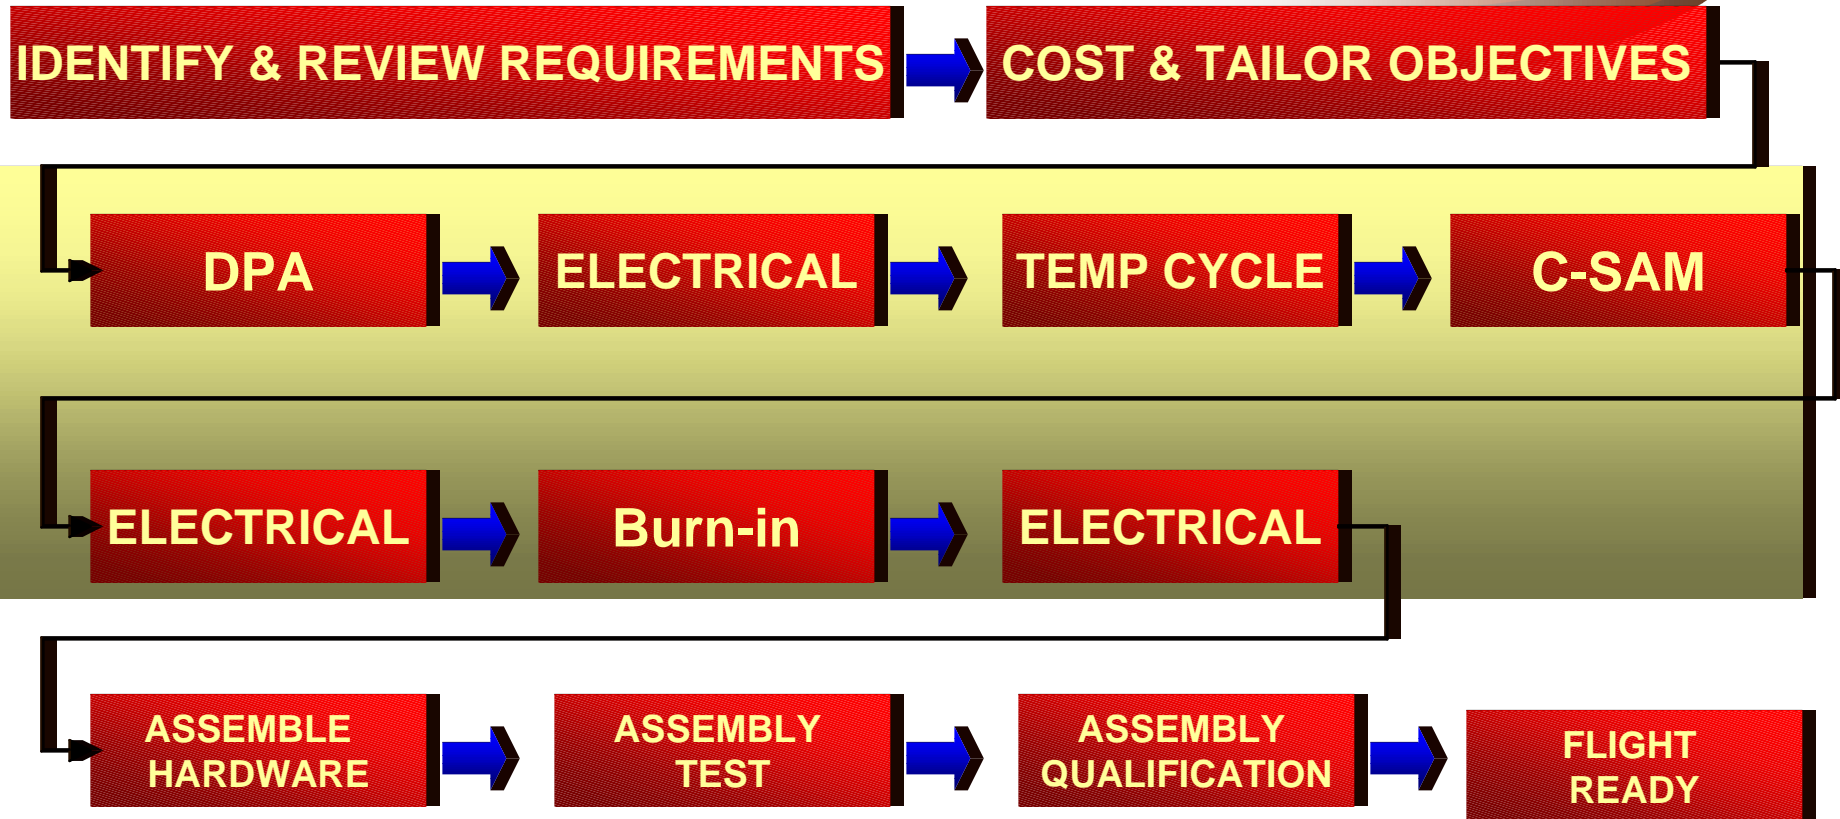 IDENTIFY & REVIEW REQUIREMENTS
COST & TAILOR OBJECTIVES
DPA
ELECTRICAL
TEMP CYCLE
C-SAM
ELECTRICAL
Burn-in
ELECTRICAL
ASSEMBLE
HARDWARE
ASSEMBLY
TEST
ASSEMBLY
QUALIFICATION
FLIGHT
READY